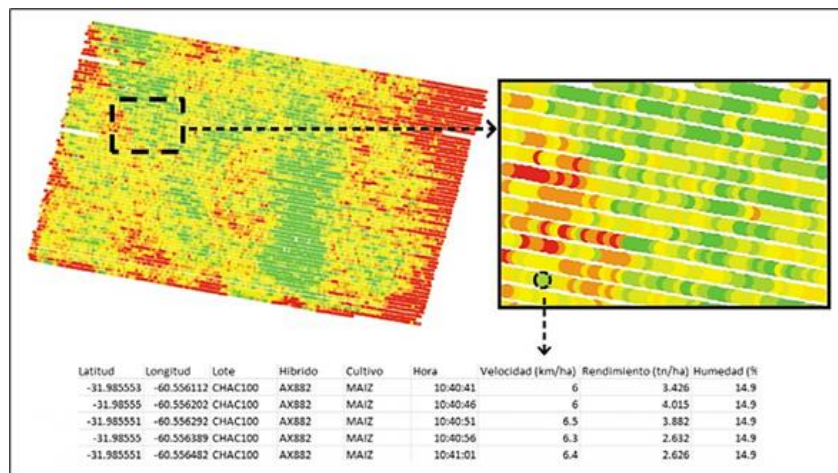 Latitud Longitud Lote Hibrido Cultivo Hora Velocidad (km/ha) Rendimiento (tn/ha) Humedad (%
-31.985553 -60.556112 CHAC100 AX882 MAIZ 10:40:41 6 3.426 14.9
-31.98555 -60.556202 CHAC100 AX882 MAIZ 10:40:46 6 4.015 14.9
-31.985551 -60.556292 CHAC100 AX882 MAIZ 10:40:51 6.5 3.882 14.9
-31.98555 -60.556389 CHAC100 AX882 MAIZ 10:40:56 6.3 2.632 14.9
-31.985551 -60.556482 CHAC100 AX882 MAIZ 10:41:01 6.4 2.626 14.9